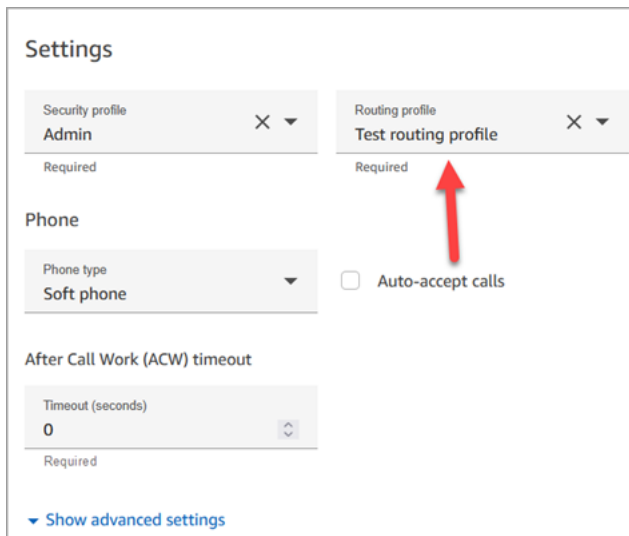 Settings
Security profile
Admin
Required
Routing profile
Test routing profile
Required
Phone
Phone type
Soft phone
Auto-accept calls
After Call Work (ACW) timeout
Timeout (seconds)
0
Required
Show advanced settings